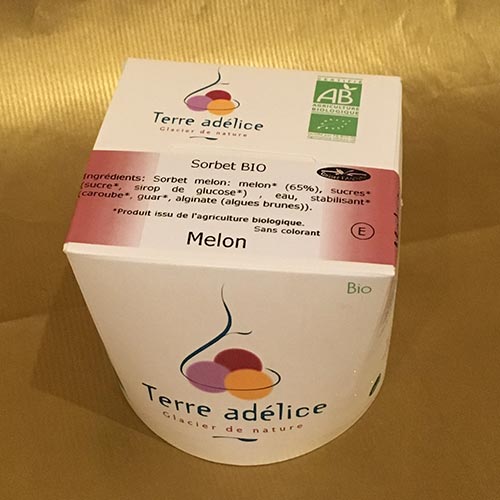 Terre adélice
Glacier de nature
CERTIFIÉ
AB
AGRICULTURE
BIOLOGIQUE
Sorbet BIO
Ingrédients: Sorbet melon: melon* (65%), sucres*
(sucre*, sirop de glucose*) , eau, stabilisant*
(caroube*, guar*, alginate (algues brunes)).
*Produit issu de l'agriculture biologique.
Sans colorant
Melon
E
Bio
Terre adélice
Glacier de nature